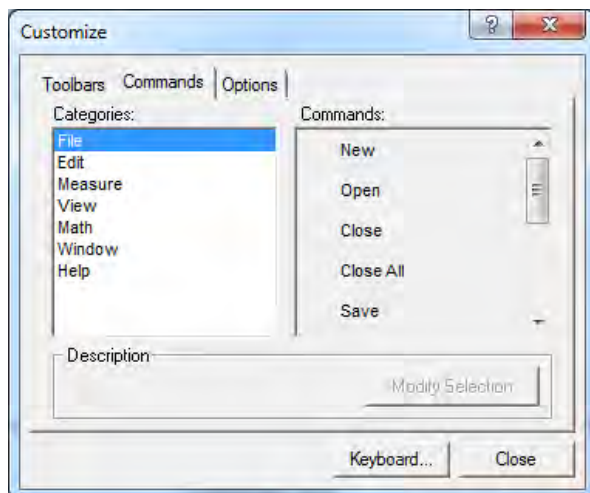 Customize
Toolbars Commands Options
Categories: Commands:
File
Edit
Measure
View
Math
Window
Help
New
Open
Close
Close All
Save
Description
Modify Selection
Keyboard... Close